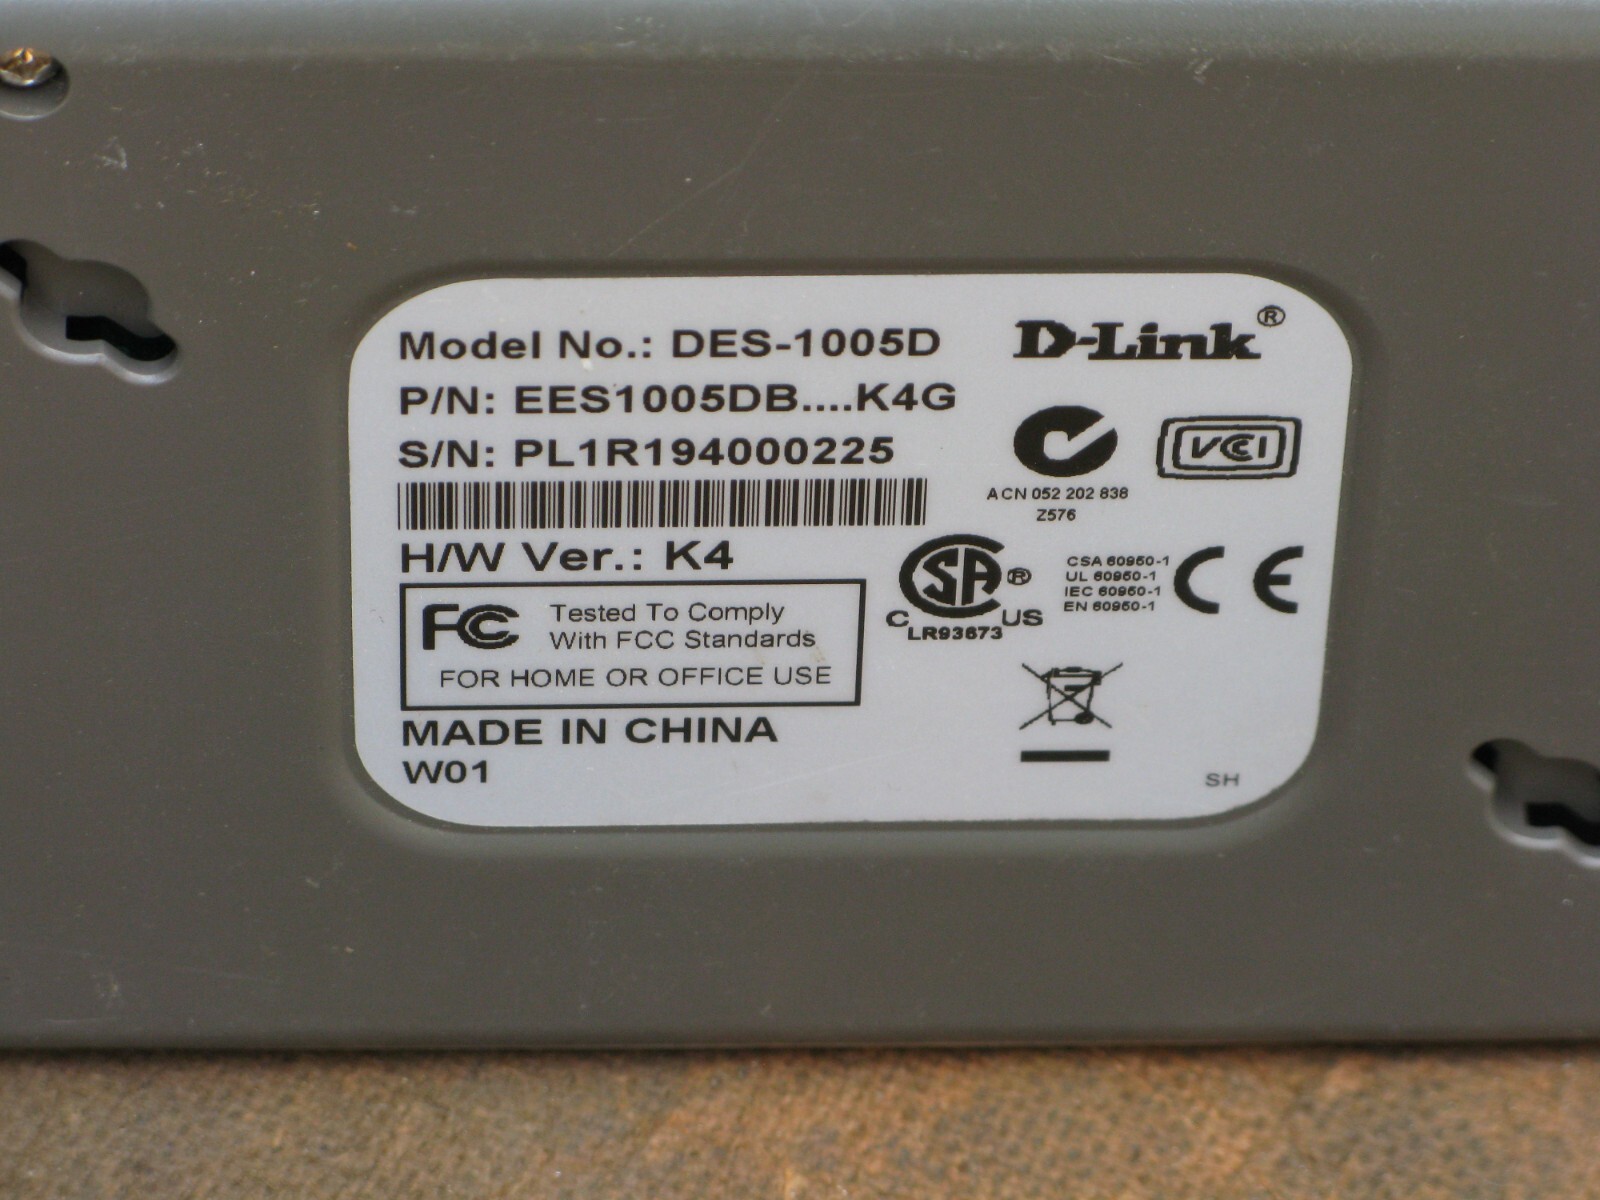 Model No.: DES-1005D
D-Link®
P/N: EES1005DB....K4G
S/N: PL1R194000225
VCCI
ACN 052 202 838
Z576
H/W Ver.: K4
FC Tested To Comply
With FCC Standards
FOR HOME OR OFFICE USE
CSA®
C US
LR93673
CSA 60950-1
UL 60950-1
IEC 60950-1
EN 60950-1
CE
MADE IN CHINA
W01
SH